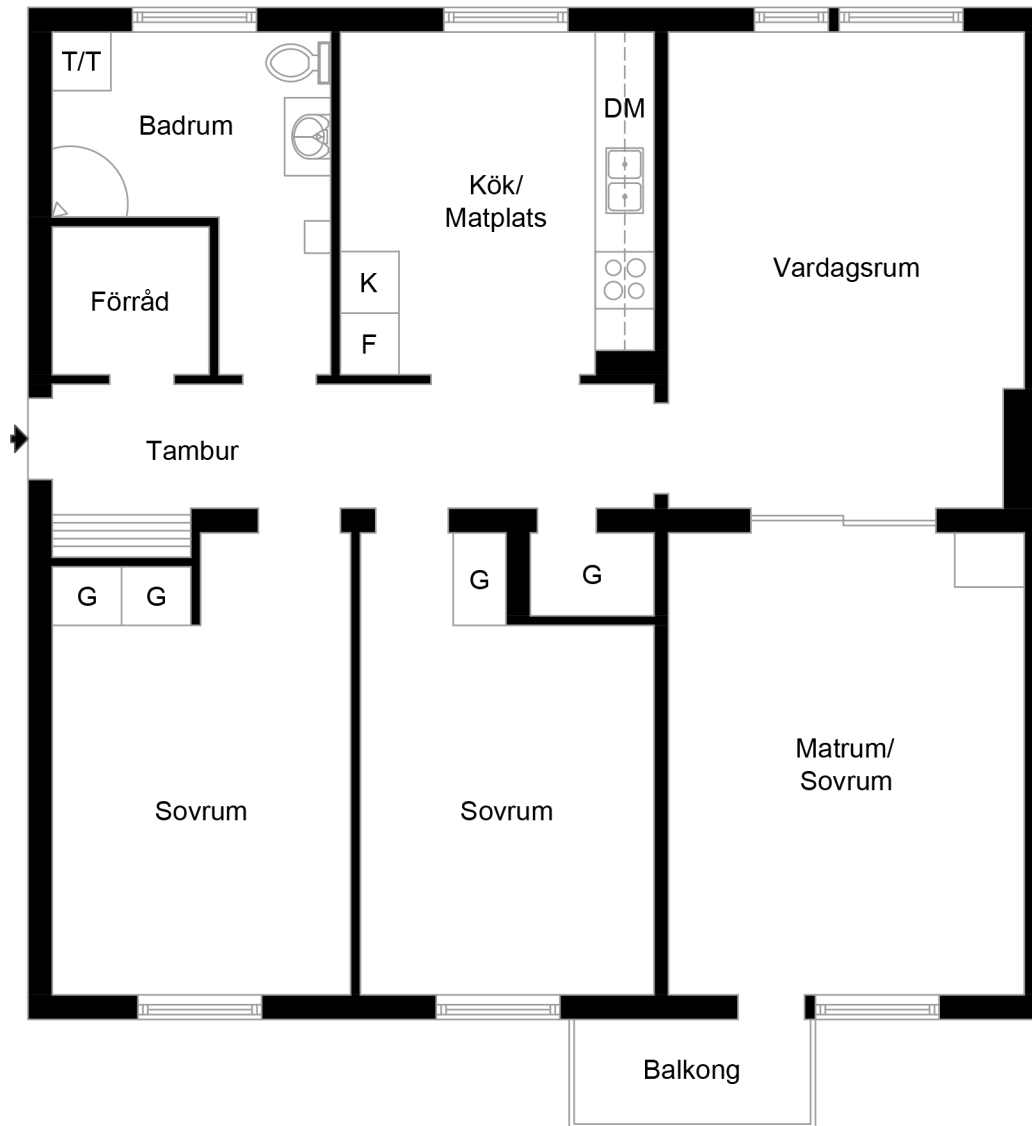 T/T
Badrum
DM
Kök/
Matplats
Vardagsrum
K
Förråd
F
Tambur
G
G
G
G
Matrum/
Sovrum
Sovrum
Sovrum
Balkong